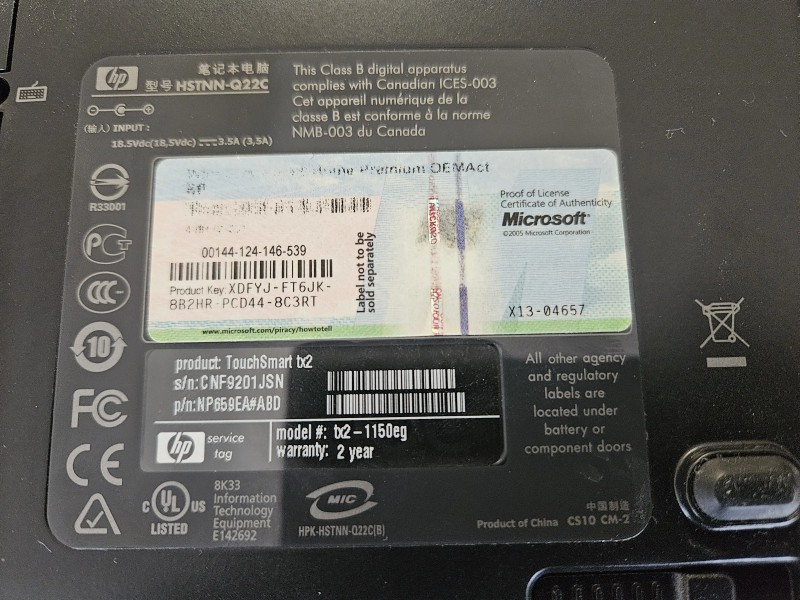 hp
笔记本电脑
型号 HSTNN-Q22C
(输入) INPUT:
18.5Vdc(18,5Vdc) 3.5A (3,5A)
This Class B digital apparatus
complies with Canadian ICES-003
Cet appareil numérique de la
classe B est conforme à la norme
NMB-003 du Canada
R33001
Home Premium OEMAct
00144-124-146-539
Product Key: XDFYJ-FT6JK-
8B2HR-PCD44-8C3RT
Label not to be
sold separately
www.microsoft.com/piracy/howtotell
Proof of License
Certificate of Authenticity
Microsoft®
©2005 Microsoft Corporation
X13-04657
10
product: TouchSmart tx2
s/n: CNF9201JSN
p/n: NP659EA#ABD
hp
service
tag
model #: tx2-1150eg
warranty: 2 year
All other agency
and regulatory
labels are
located under
battery or
component doors
FC
CE
C UL US
LISTED
8K33
Information
Technology
Equipment
E142692
MIC
HPK-HSTNN-Q22C(B)
中国制造
Product of China CS10 CM-2